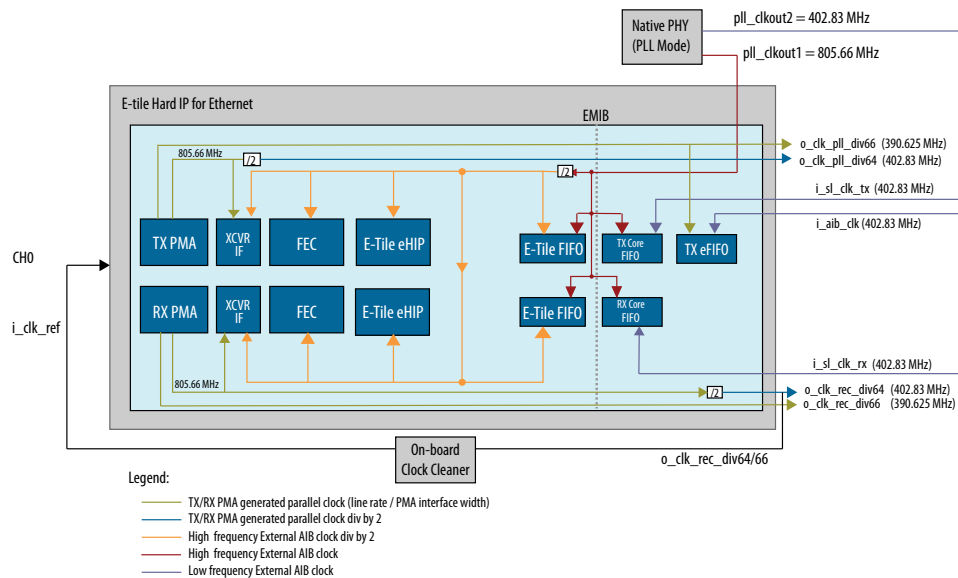 pll_clkout2 = 402.83 MHz
Native PHY
(PLL Mode)
pll_clkout1 = 805.66 MHz
E-tile Hard IP for Ethernet
EMIB
o_clk_pll_div66 (390.625MHz)
805.66 MHz
/2
o_clk_pll_div64 (402.83 MHz)
/2
i_sl_clk_tx (402.83 MHz)
i_aib_clk (402.83 MHz)
TX PMA
XCVR
IF
FEC
E-Tile eHIP
E-Tile FIFO
TX Core
FIFO
TX eFIFO
CH0
RX PMA
XCVR
IF
FEC
E-Tile eHIP
E-Tile FIFO
RX Core
FIFO
i_clk_ref
i_sl_clk_rx (402.83 MHz)
805.66 MHz
/2
o_clk_rec_div64 (402.83 MHz)
o_clk_rec_div66 (390.625MHz)
On-board
Clock Cleaner
o_clk_rec_div64/66
Legend:
TX/RX PMA generated parallel clock (line rate / PMA interface width)
TX/RX PMA generated parallel clock div by 2
High frequency External AIB clock div by 2
High frequency External AIB clock
Low frequency External AIB clock